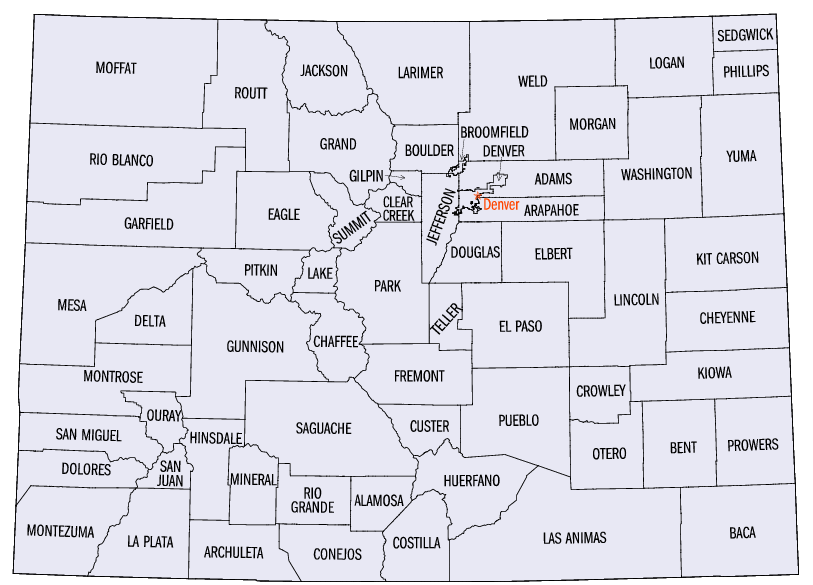 SEDGWICK
LOGAN
MOFFAT
JACKSON
LARIMER
PHILLIPS
WELD
ROUTT
MORGAN
BROOMFIELD
GRAND
BOULDER
DENVER
RIO BLANCO
YUMA
GILPIN
WASHINGTON
ADAMS
CLEAR
CREEK
Denver
EAGLE
JEFFERSON
ARAPAHOE
GARFIELD
SUMMIT
DOUGLAS
ELBERT
KIT CARSON
PITKIN
LAKE
PARK
LINCOLN
MESA
CHEYENNE
DELTA
TELLER
EL PASO
GUNNISON
CHAFFEE
MONTROSE
FREMONT
KIOWA
CROWLEY
OURAY
PUEBLO
SAGUACHE
CUSTER
SAN MIGUEL
HINSDALE
BENT
PROWERS
OTERO
DOLORES
SAN
JUAN
MINERAL
HUERFANO
RIO
GRANDE
ALAMOSA
MONTEZUMA
LA PLATA
COSTILLA
LAS ANIMAS
BACA
ARCHULETA
CONEJOS